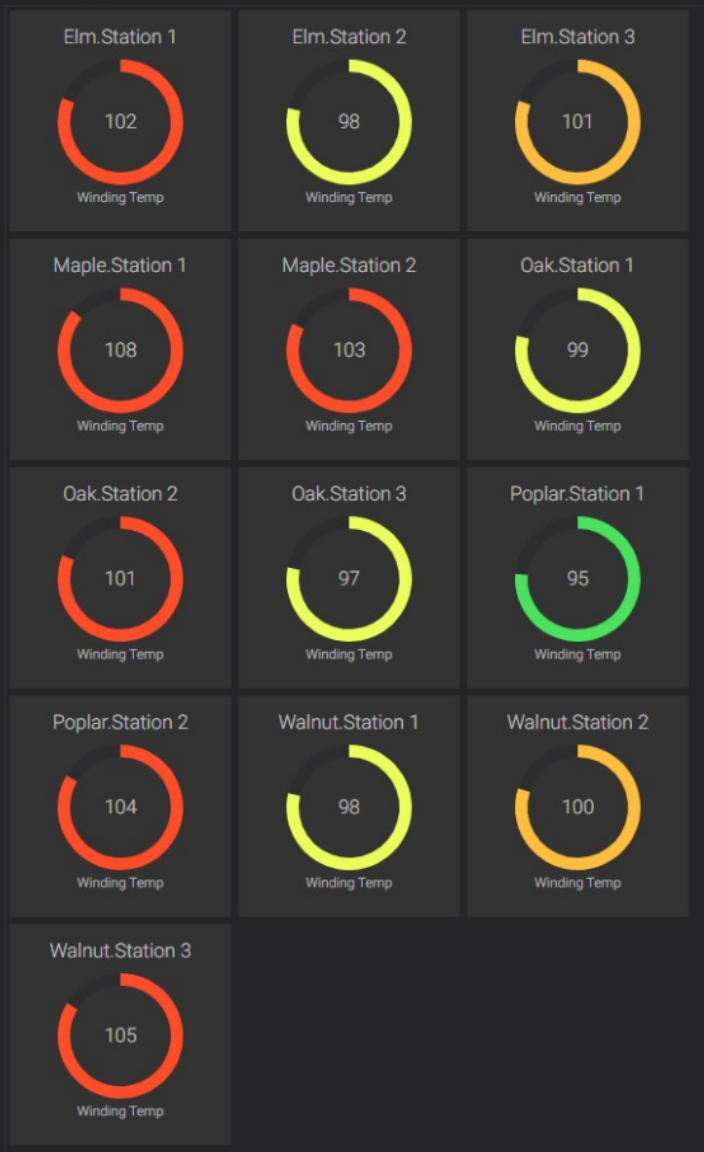 Elm.Station 1
102
Winding Temp
Elm.Station 2
98
Winding Temp
Elm.Station 3
101
Winding Temp
Maple.Station 1
108
Winding Temp
Maple.Station 2
103
Winding Temp
Oak.Station 1
99
Winding Temp
Oak.Station 2
101
Winding Temp
Oak.Station 3
97
Winding Temp
Poplar.Station 1
95
Winding Temp
Poplar.Station 2
104
Winding Temp
Walnut.Station 1
98
Winding Temp
Walnut.Station 2
100
Winding Temp
Walnut.Station 3
105
Winding Temp